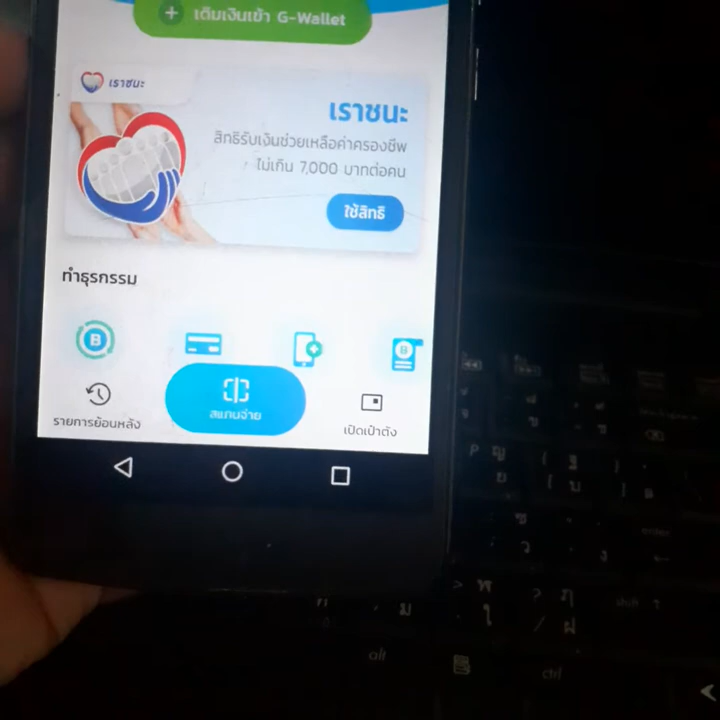 + เติมเงินเข้า G-Wallet
เราชนะ
เราชนะ
สิทธิรับเงินช่วยเหลือค่าครองชีพ
ไม่เกิน 7,000 บาทต่อคน
ใช้สิทธิ
ทำธุรกรรม
B
B
สแกนจ่าย
รายการย้อนหลัง
เปิดเป๋าตัง
alt
ctrl
shift